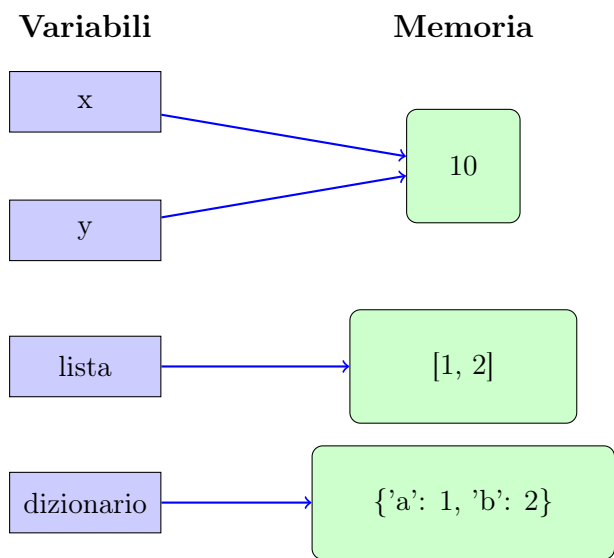 Variabili
Memoria
x
10
y
lista
[1, 2]
dizionario
{'a': 1, 'b': 2}